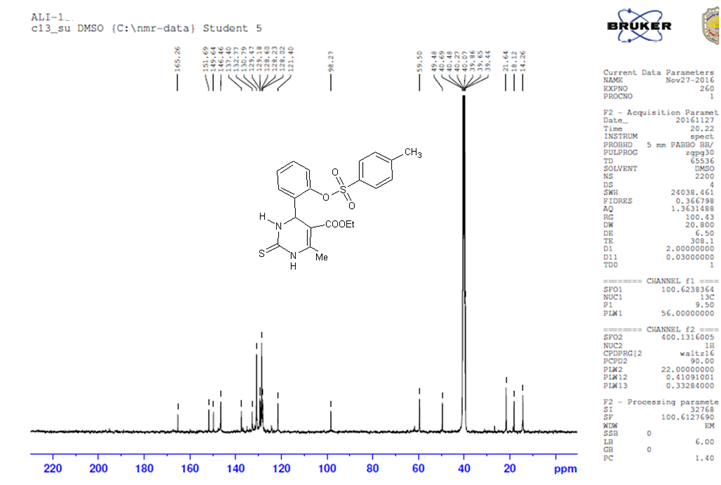 ALI-1_
c13_su DMSO {C:\nmr-data} Student 5
BRUKER
165.26
151.69
149.64
146.46
137.40
132.77
130.79
129.47
129.18
128.60
128.23
128.02
121.40
98.27
59.50
49.48
40.69
40.48
40.27
40.07
39.86
39.65
39.44
21.64
18.12
14.26
CH3
O
O
S
O
H
N
COOEt
S
N
H
Me
220 200 180 160 140 120 100 80 60 40 20 ppm
Current Data Parameters
NAME Nov27-2016
EXPNO 260
PROCNO 1
F2 - Acquisition Paramet
Date_ 20161127
Time 20.22
INSTRUM spect
PROBHD 5 mm PABBO BB/
PULPROG zgpg30
TD 65536
SOLVENT DMSO
NS 2200
DS 4
SWH 24038.461
FIDRES 0.366798
AQ 1.3631488
RG 100.43
DW 20.800
DE 6.50
TE 308.1
D1 2.00000000
D11 0.03000000
TD0 1
======== CHANNEL f1 ====
SFO1 100.6238364
NUC1 13C
P1 9.50
PLW1 56.00000000
======== CHANNEL f2 ====
SFO2 400.1316005
NUC2 1H
CPDPRG[2 waltz16
PCPD2 90.00
PLW2 22.00000000
PLW12 0.41091001
PLW13 0.33284000
F2 - Processing paramete
SI 32768
SF 100.6127690
WDW EM
SSB 0
LB 6.00
GB 0
PC 1.40